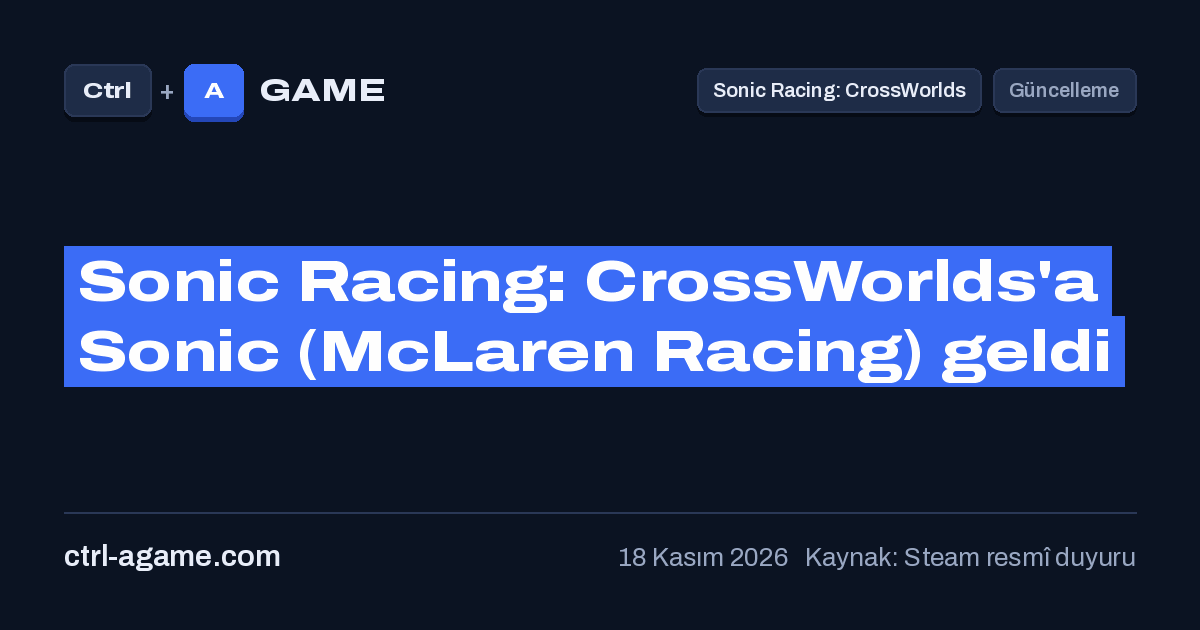 Ctrl + A GAME
Sonic Racing: CrossWorlds
Güncelleme
Sonic Racing: CrossWorlds'a
Sonic (McLaren Racing) geldi
ctrl-agame.com
18 Kasım 2026 Kaynak: Steam resmî duyuru